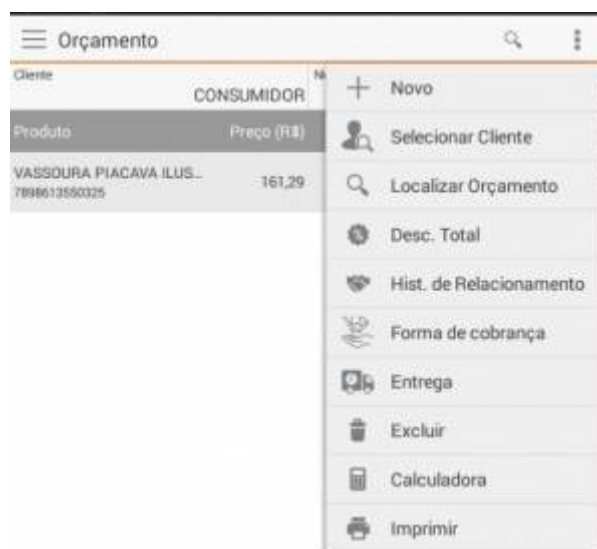 Orçamento
Cliente
CONSUMIDOR
Produto Preço (R$)
VASSOURA PIACAVA ILUS... 161,29
7898613550325
Novo
Selecionar Cliente
Localizar Orçamento
Desc. Total
Hist. de Relacionamento
Forma de cobrança
Entrega
Excluir
Calculadora
Imprimir